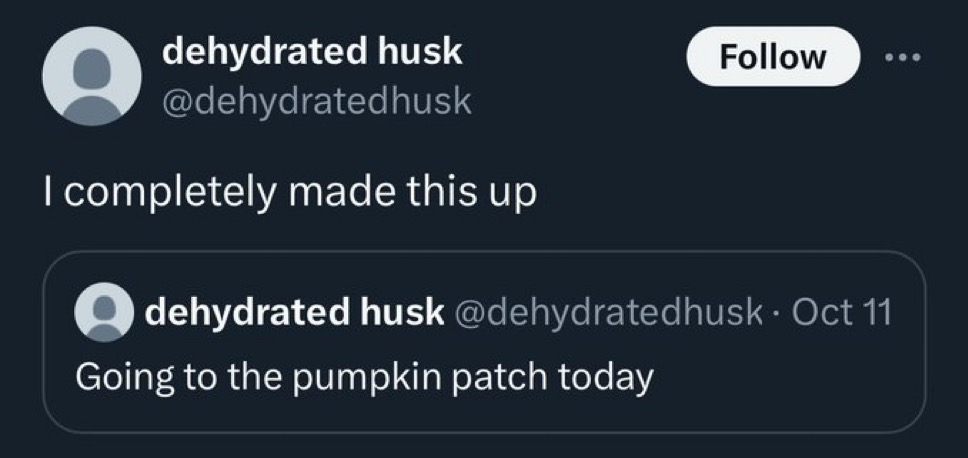 dehydrated husk
Follow
@dehydratedhusk
I completely made this up
dehydrated husk @dehydratedhusk · Oct 11
Going to the pumpkin patch today